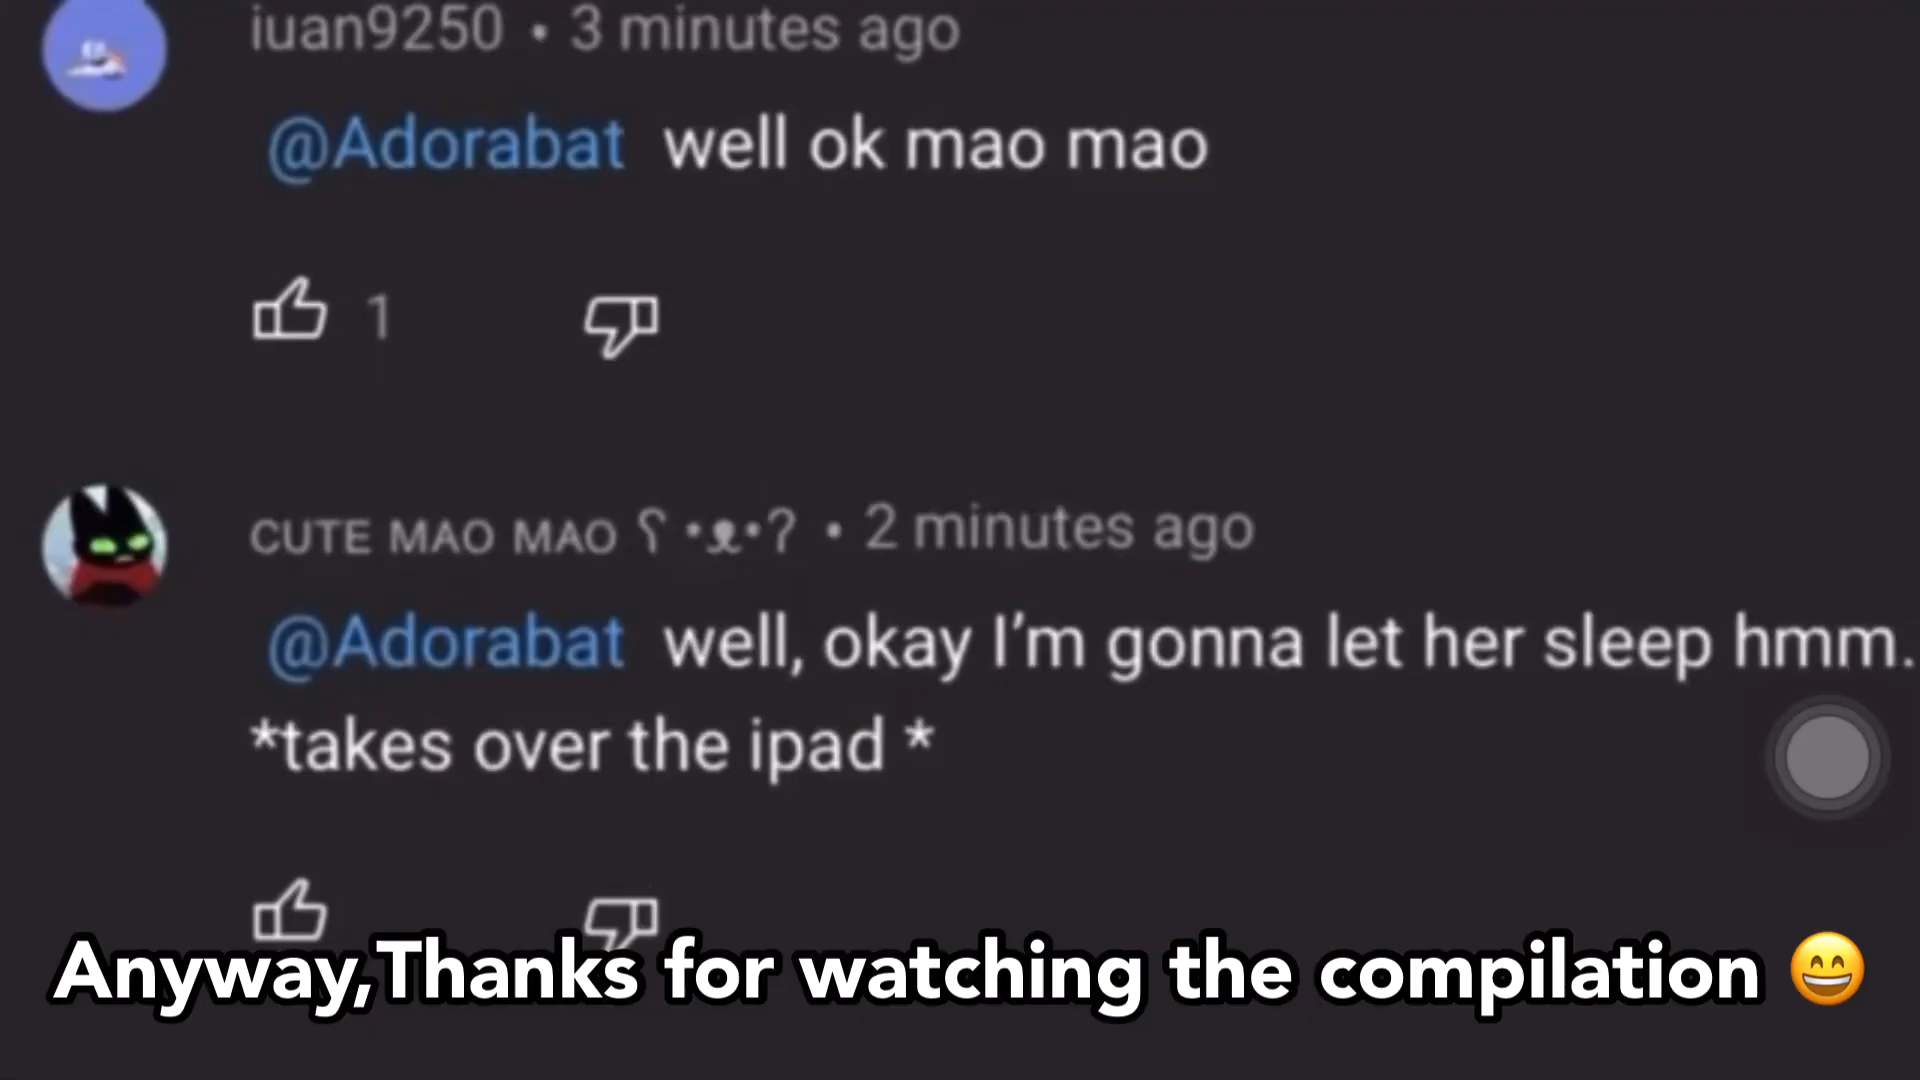 iuan9250 • 3 minutes ago
@Adorabat well ok mao mao
1
CUTE MAO MAO ʕ •ᴥ•? • 2 minutes ago
@Adorabat well, okay I’m gonna let her sleep hmm.
*takes over the ipad *
Anyway,Thanks for watching the compilation 😄